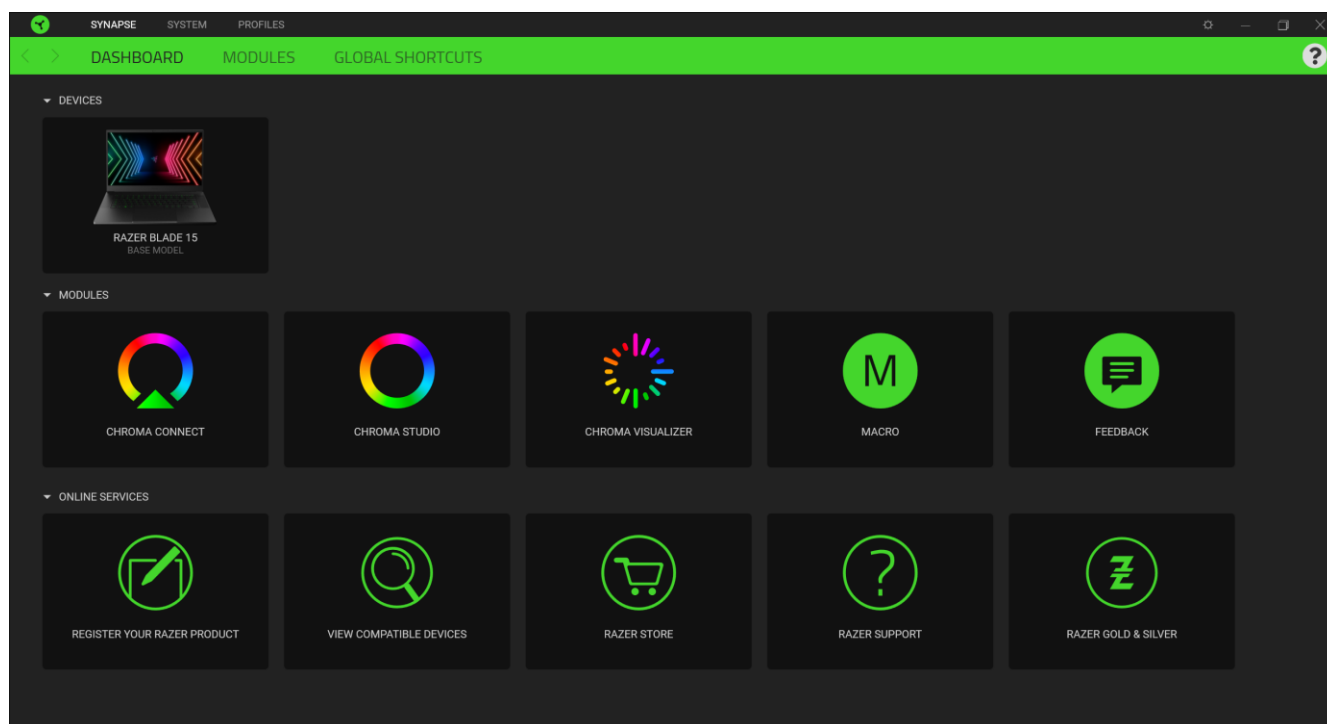 SYNAPSE SYSTEM PROFILES
DASHBOARD MODULES GLOBAL SHORTCUTS ?
DEVICES
RAZER BLADE 15
BASE MODEL
MODULES
M
CHROMA CONNECT CHROMA STUDIO CHROMA VISUALIZER MACRO FEEDBACK
ONLINE SERVICES
?
REGISTER YOUR RAZER PRODUCT VIEW COMPATIBLE DEVICES RAZER STORE RAZER SUPPORT RAZER GOLD & SILVER